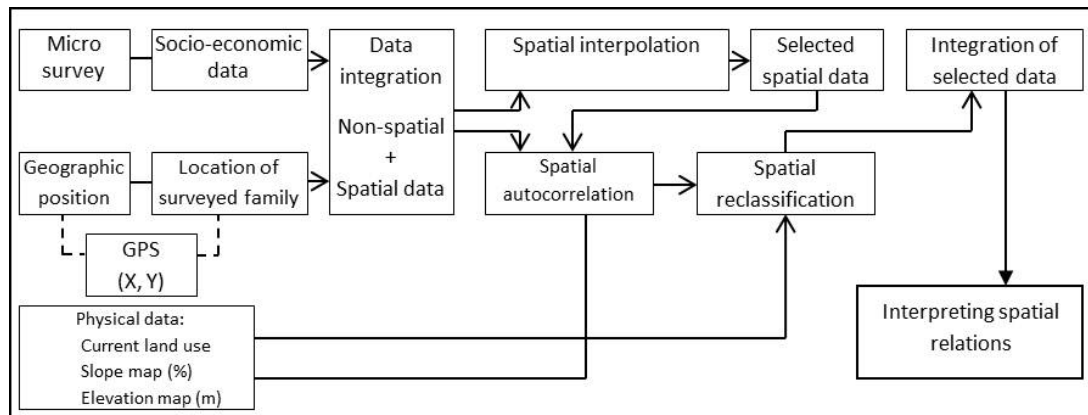 Micro
survey
Socio-economic
data
Data
integration
Non-spatial
+
Spatial data
Spatial interpolation
Selected
spatial data
Integration of
selected data
Geographic
position
Location of
surveyed family
Spatial
autocorrelation
Spatial
reclassification
GPS
(X, Y)
Physical data:
Current land use
Slope map (%)
Elevation map (m)
Interpreting spatial
relations